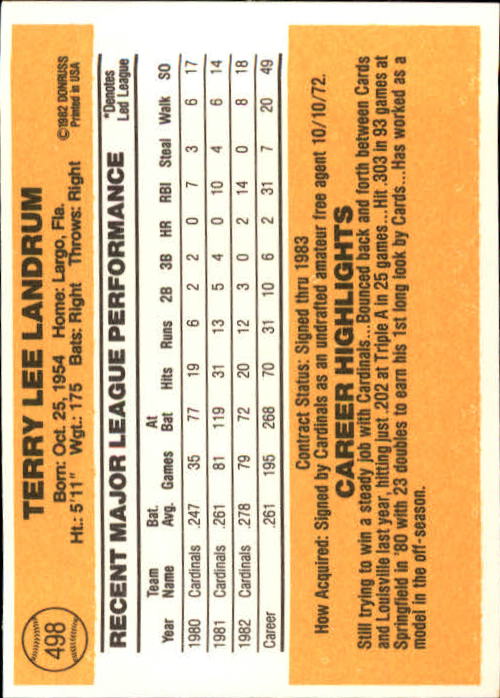 498
TERRY LEE LANDRUM
Born: Oct. 25, 1954 Home: Largo, Fla.
Ht.: 5'11" Wgt.: 175 Bats: Right Throws: Right
©1982 DONRUSS
Printed in USA
RECENT MAJOR LEAGUE PERFORMANCE
*Denotes
Led League
Team Bat. At
Year Name Avg. Games Bat Hits Runs 2B 3B HR RBI Steal Walk SO
1980 Cardinals .247 35 77 19 6 2 2 0 7 3 6 17
1981 Cardinals .261 81 119 31 13 5 4 0 10 4 6 14
1982 Cardinals .278 79 72 20 12 3 0 2 14 0 8 18
Career .261 195 268 70 31 10 6 2 31 7 20 49
Contract Status: Signed thru 1983
How Acquired: Signed by Cardinals as an undrafted amateur free agent 10/10/72.
CAREER HIGHLIGHTS
Still trying to win a steady job with Cardinals...Bounced back and forth between Cards
and Louisville last year, hitting just .202 at Triple A in 25 games...Hit .303 in 93 games at
Springfield in '80 with 23 doubles to earn his 1st long look by Cards...Has worked as a
model in the off-season.